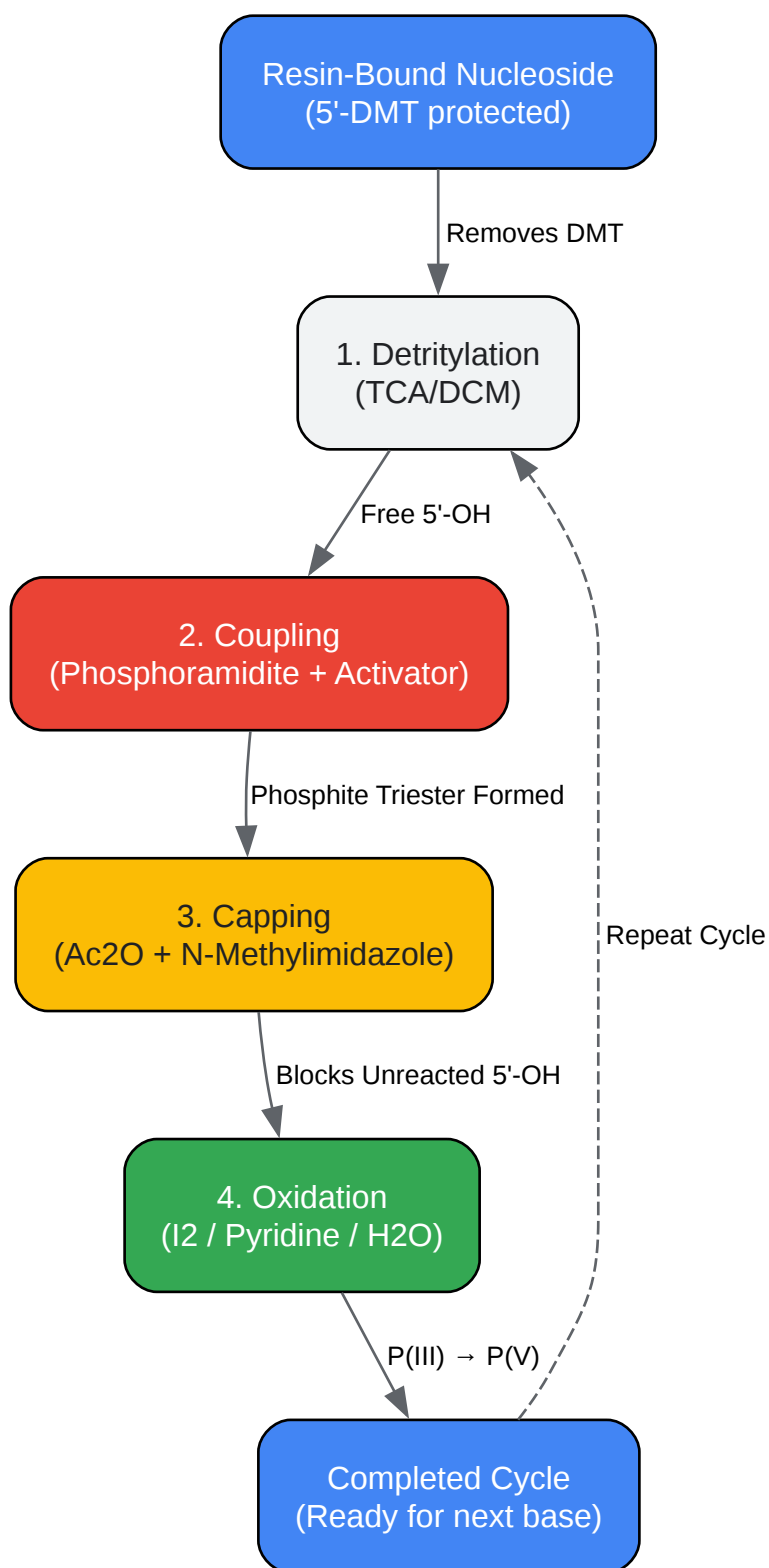 Resin-Bound Nucleoside
(5'-DMT protected)
Removes DMT
1. Detritylation
(TCA/DCM)
Free 5'-OH
2. Coupling
(Phosphoramidite + Activator)
Phosphite Triester Formed
3. Capping
(Ac2O + N-Methylimidazole)
Repeat Cycle
Blocks Unreacted 5'-OH
4. Oxidation
(I2 / Pyridine / H2O)
P(III) → P(V)
Completed Cycle
(Ready for next base)